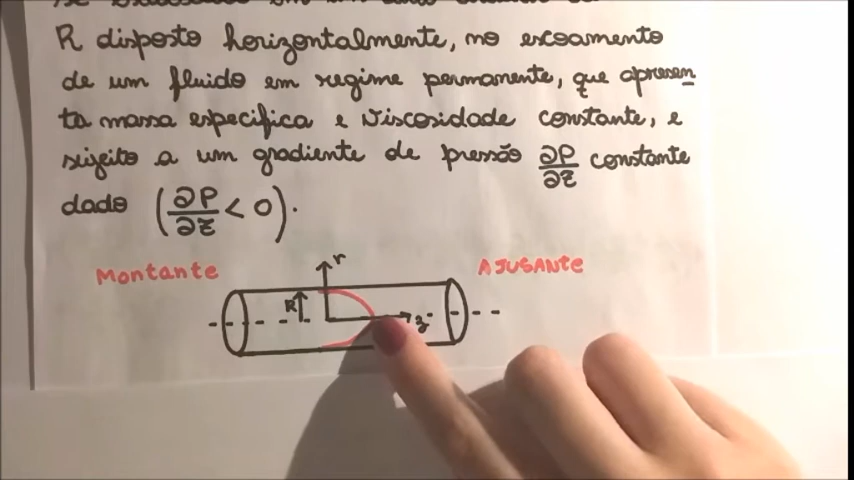 R disposto horizontalmente, no escoamento
de um fluido em regime permanente, que apresen
ta massa específica e viscosidade constante, e
sujeito a um gradiente de pressão ∂P/∂z constante
dado (∂P/∂z < 0).
Montante
r
AJUSANTE
R
z